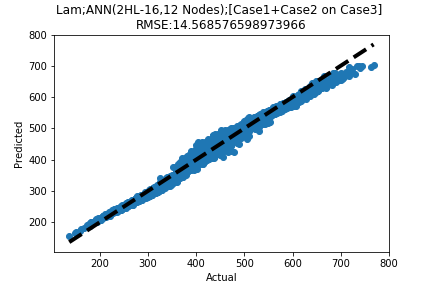 Lam;ANN(2HL-16,12 Nodes);[Case1+Case2 on Case3]
RMSE:14.568576598973966
800
700
600
500
400
300
200
Predicted
200 300 400 500 600 700 800
Actual